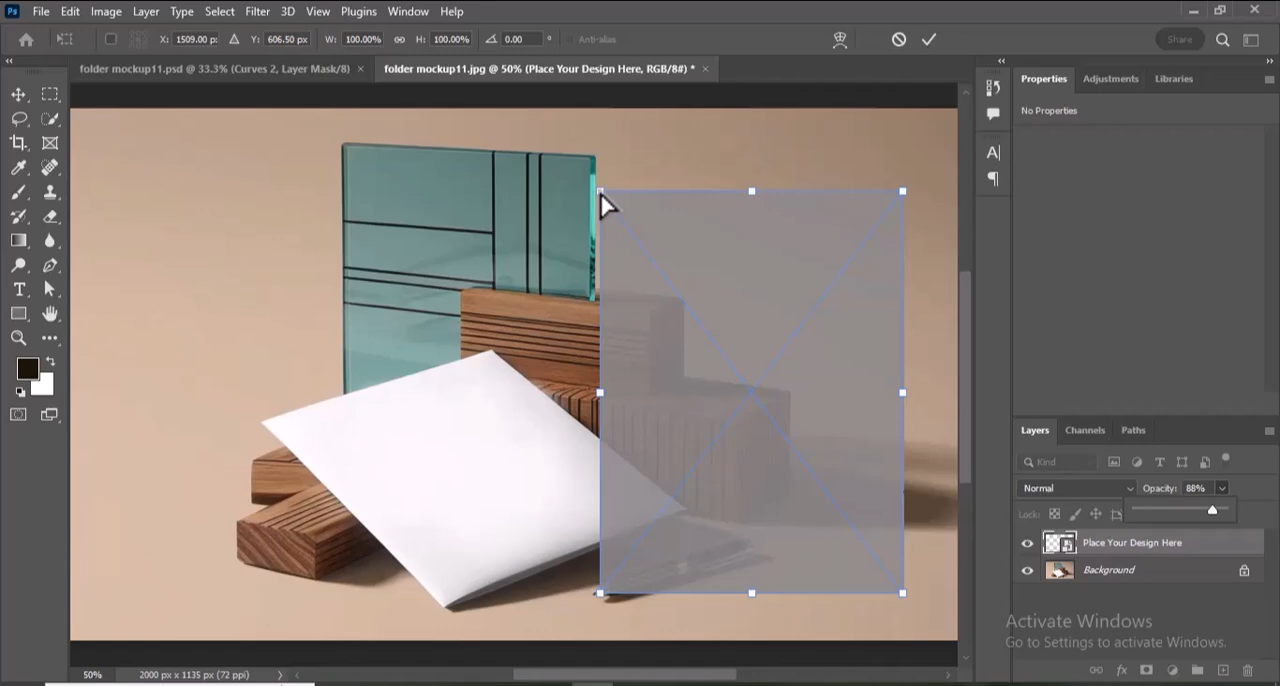 Ps File Edit Image Layer Type Select Filter 3D View Plugins Window Help
X: 1509.00 p: Y: 606.50 px W: 100.00% H: 100.00% 0.00 ° Anti-alias Share
folder mockup11.psd @ 33.3% (Curves 2, Layer Mask/8) × folder mockup11.jpg @ 50% (Place Your Design Here, RGB/8#) * ×
Properties Adjustments Libraries
No Properties
Layers Channels Paths
Kind
Normal Opacity: 88%
Lock:
Place Your Design Here
Background
Activate Windows
Go to Settings to activate Windows.
50% 2000 px x 1135 px (72 ppi)